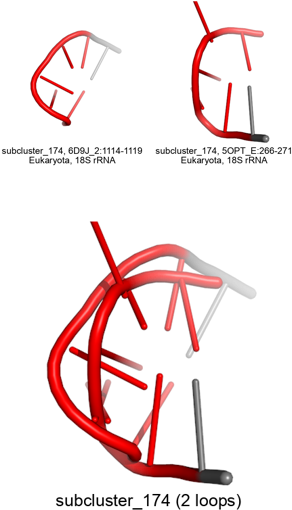 subcluster_174, 6D9J_2:1114-1119
Eukaryota, 18S rRNA
subcluster_174, 5OPT_E:266-271
Eukaryota, 18S rRNA
subcluster_174 (2 loops)